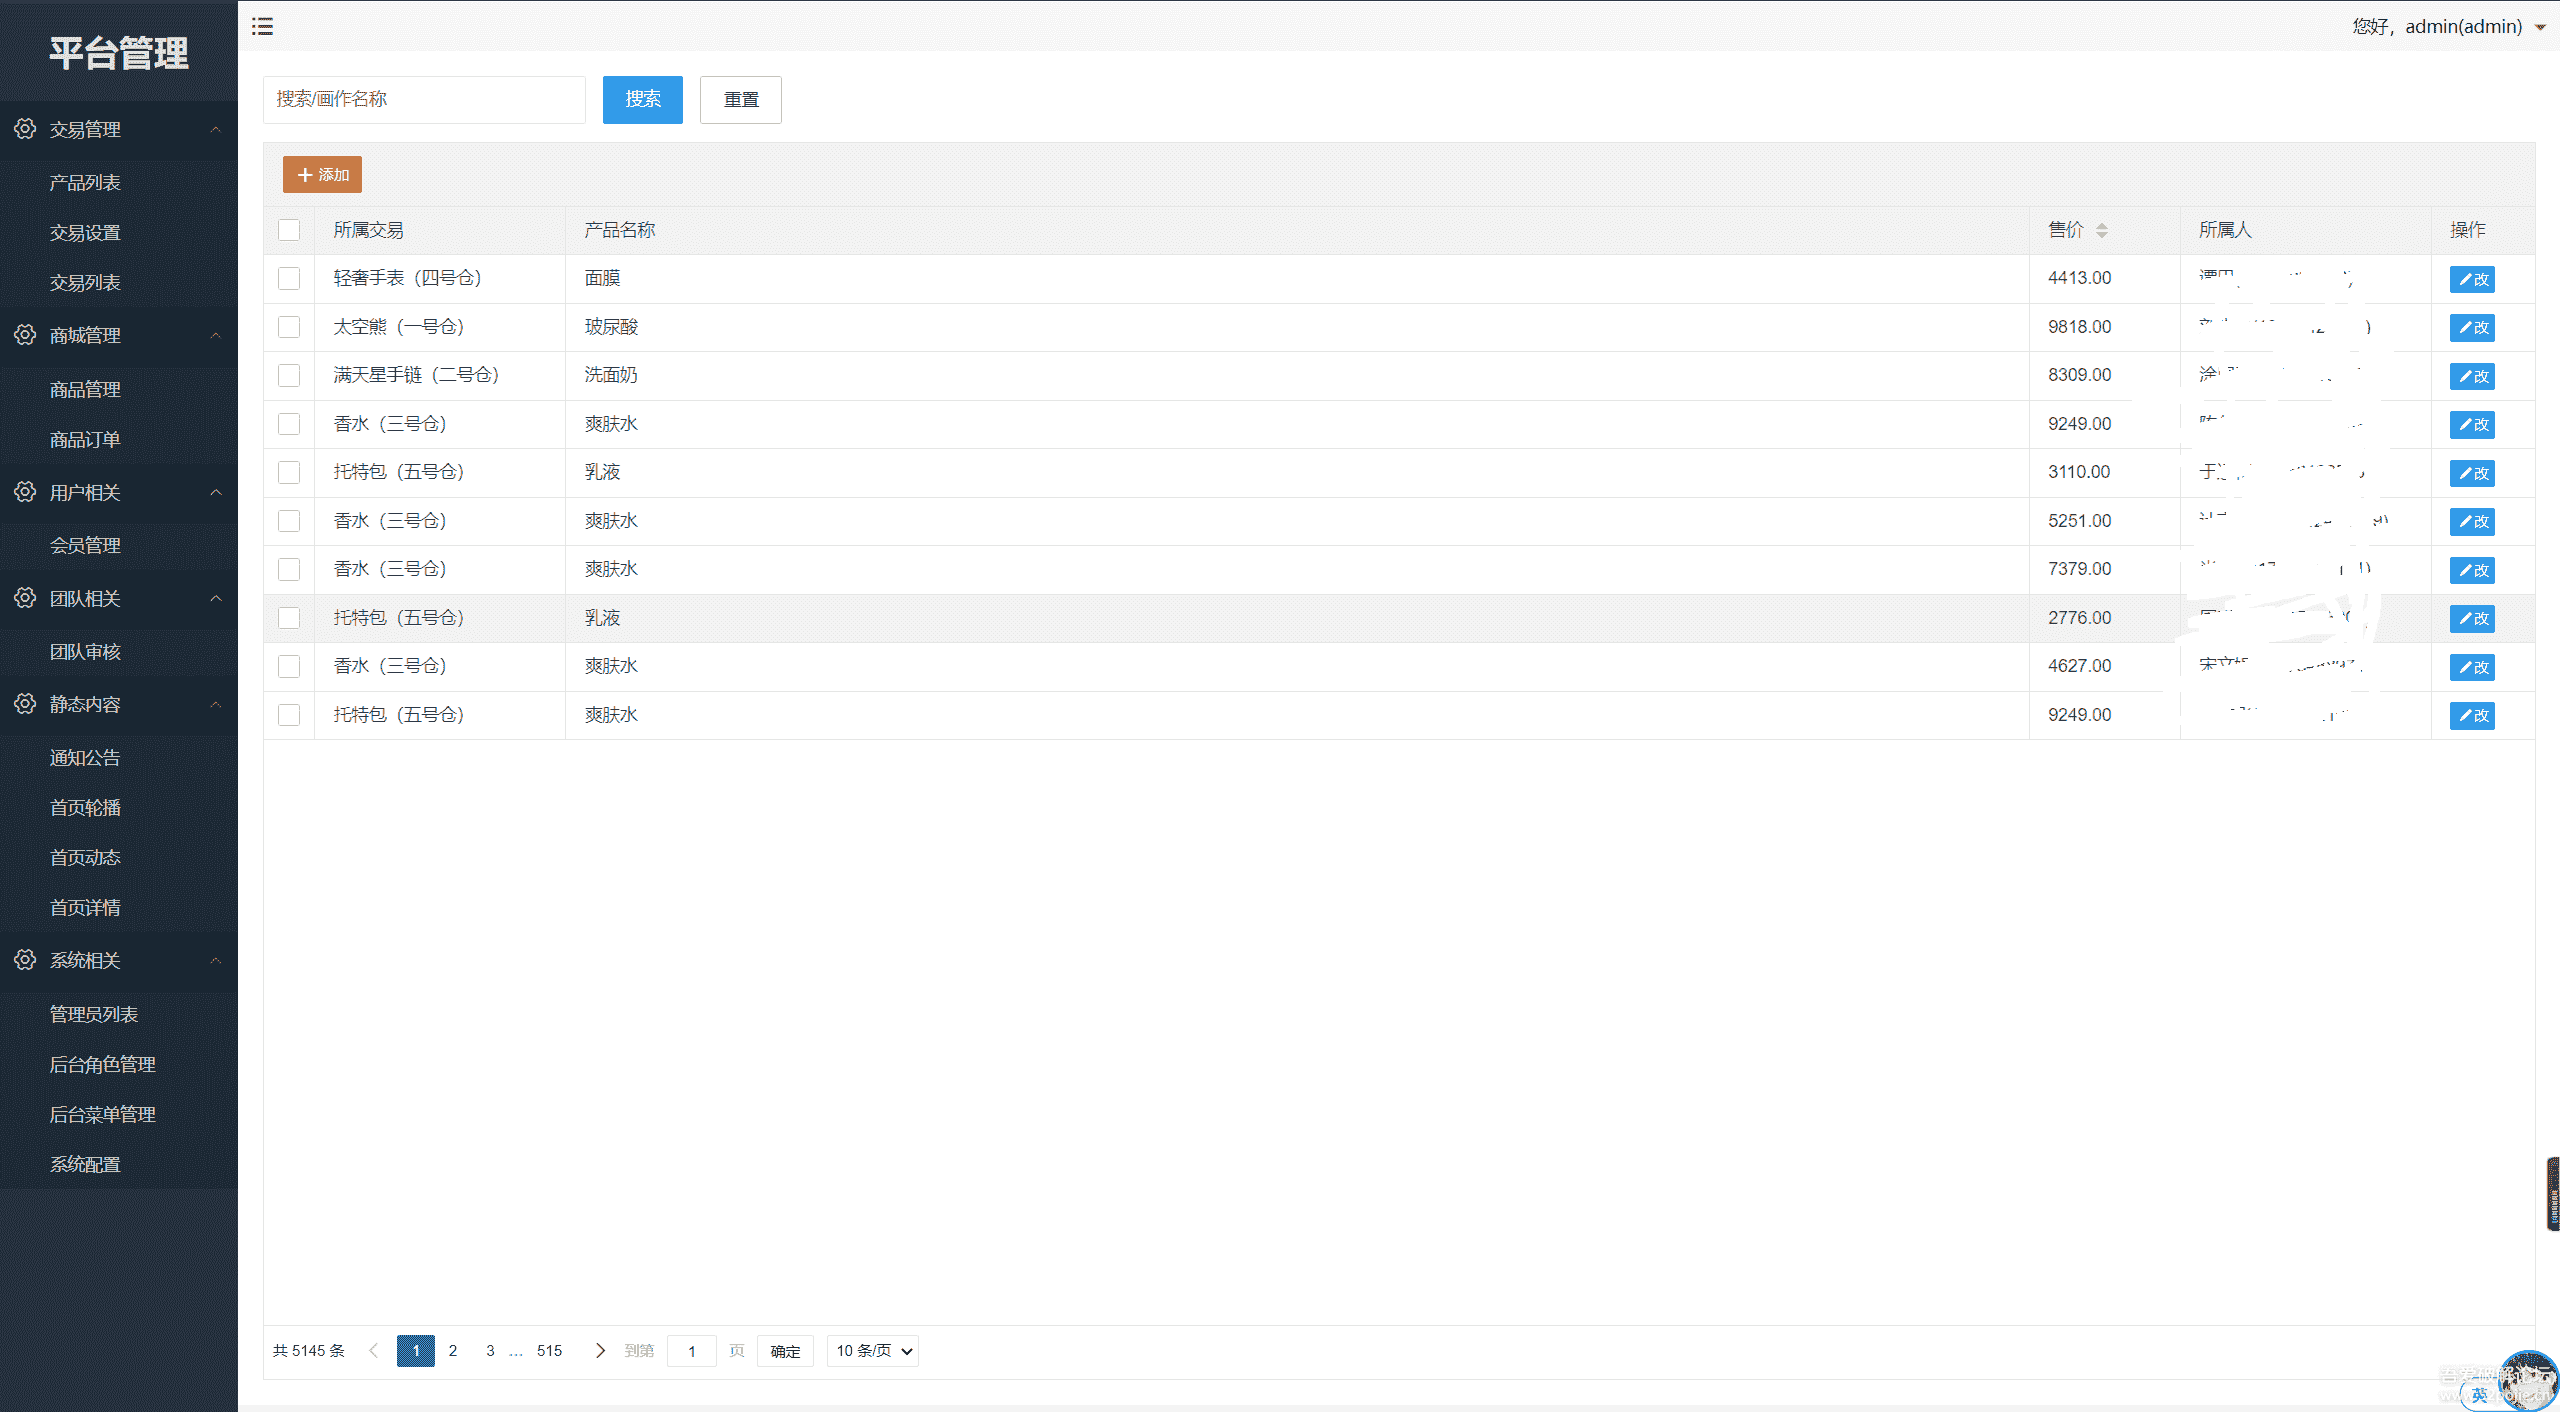 平台管理
交易管理
产品列表
交易设置
交易列表
商城管理
商品管理
商品订单
用户相关
会员管理
团队相关
团队审核
静态内容
通知公告
首页轮播
首页动态
首页详情
系统相关
管理员列表
后台角色管理
后台菜单管理
系统配置
您好，admin(admin)
搜索/画作名称 搜索 重置
添加
所属交易 产品名称 售价 所属人 操作
轻奢手表（四号仓） 面膜 4413.00 改
太空熊（一号仓） 玻尿酸 9818.00 改
满天星手链（二号仓） 洗面奶 8309.00 改
香水（三号仓） 爽肤水 9249.00 改
托特包（五号仓） 乳液 3110.00 改
香水（三号仓） 爽肤水 5251.00 改
香水（三号仓） 爽肤水 7379.00 改
托特包（五号仓） 乳液 2776.00 改
香水（三号仓） 爽肤水 4627.00 改
托特包（五号仓） 爽肤水 9249.00 改
共 5145 条 1 2 3 … 515 到第 1 页 确定 10 条/页
吾爱破解论坛
英